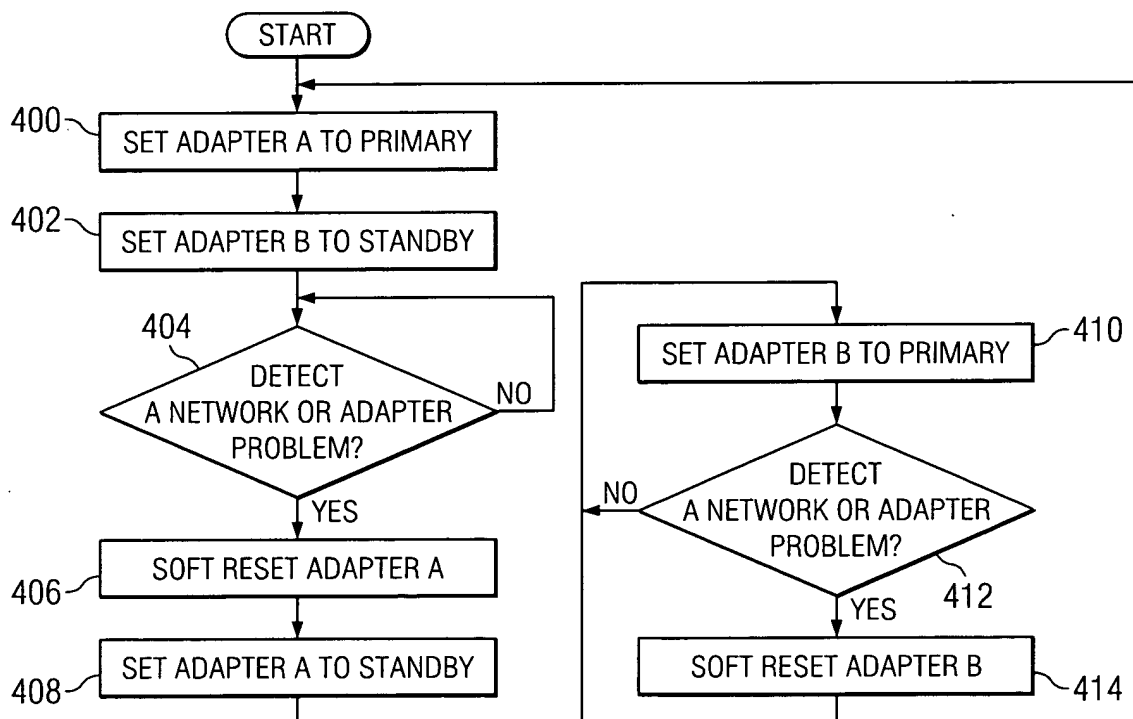 START
400
SET ADAPTER A TO PRIMARY
402
SET ADAPTER B TO STANDBY
404
DETECT
A NETWORK OR ADAPTER
PROBLEM?
NO
YES
406
SOFT RESET ADAPTER A
408
SET ADAPTER A TO STANDBY
410
SET ADAPTER B TO PRIMARY
DETECT
A NETWORK OR ADAPTER
PROBLEM?
NO
412
YES
SOFT RESET ADAPTER B
414